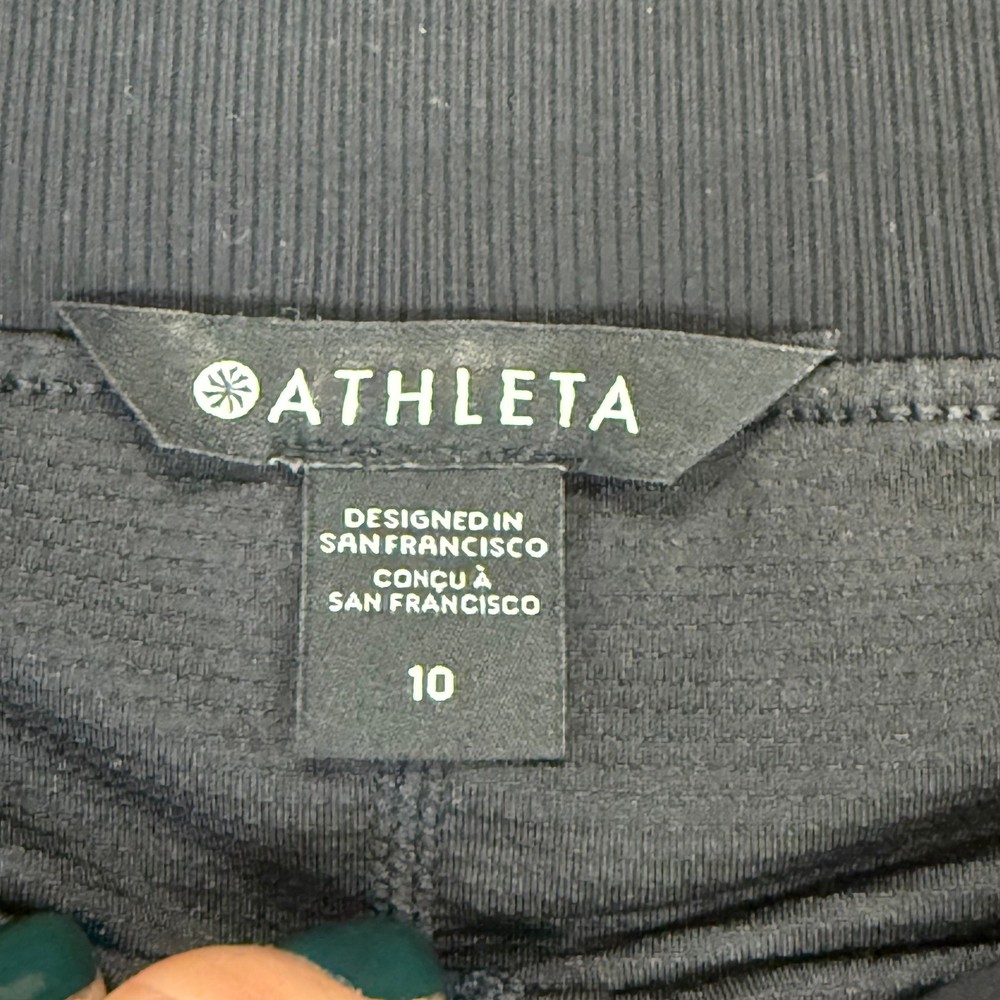 ATHLETA
DESIGNED IN
SAN FRANCISCO
CONÇU À
SAN FRANCISCO
10